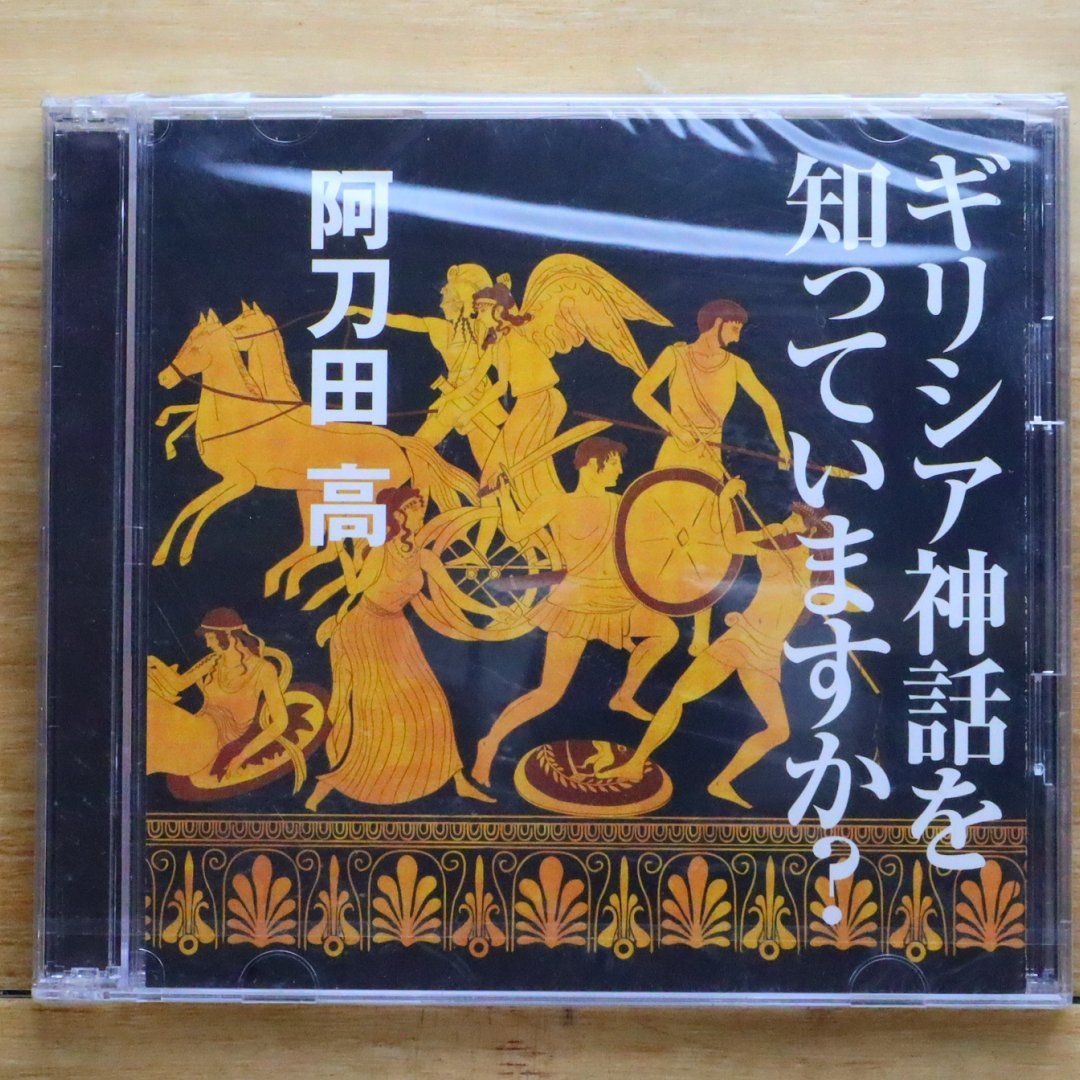 ギリシア神話を
知っていますか?
阿刀田 高